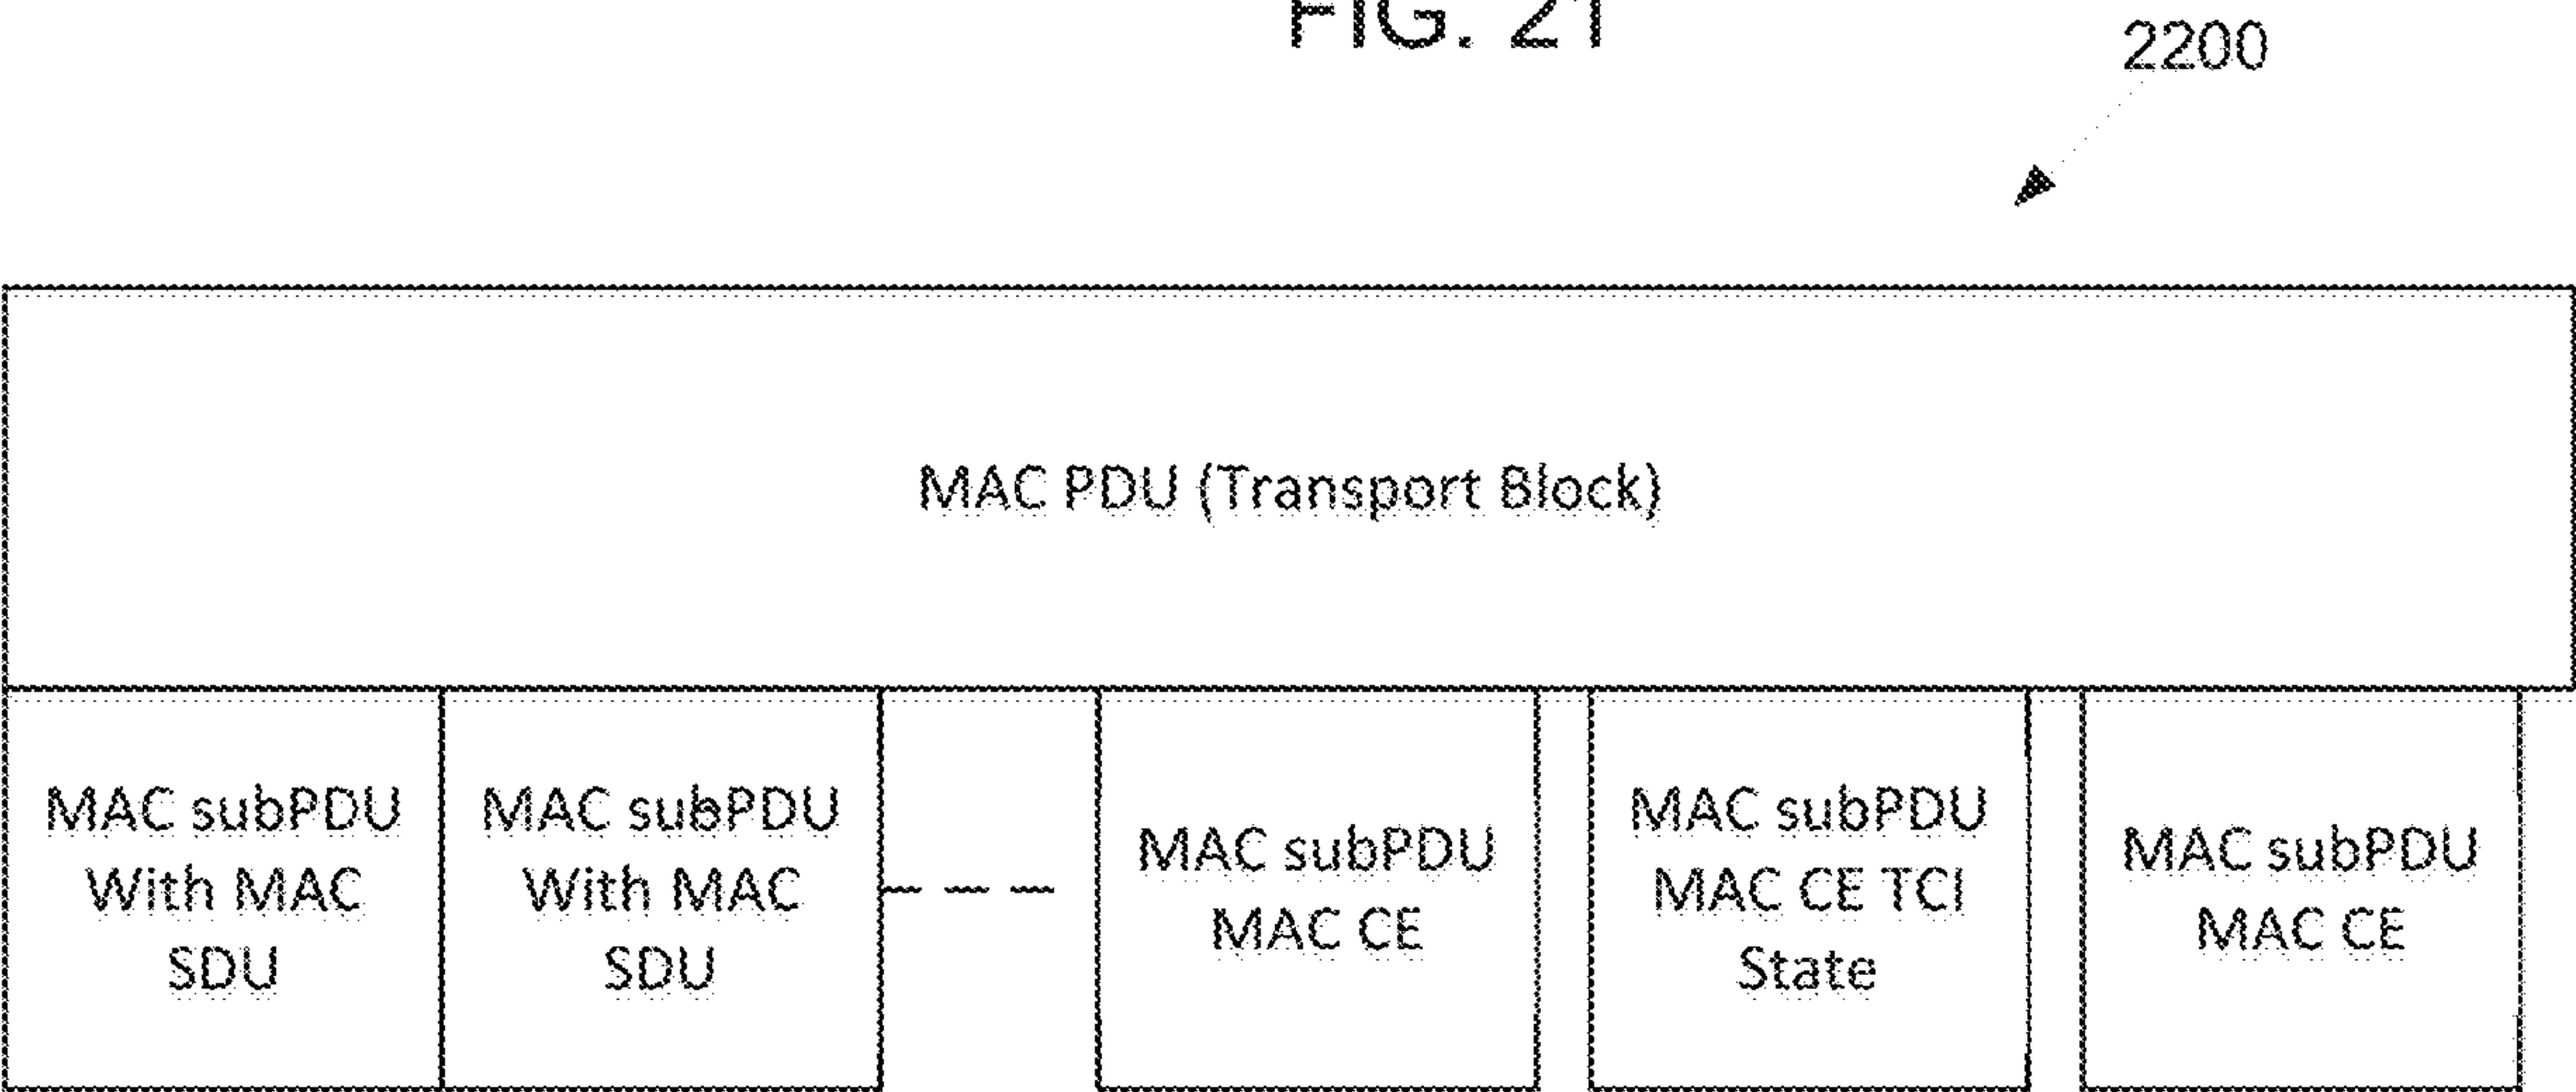 FIG. 21
2200
MAC PDU (Transport Block)
MAC subPDU
With MAC
SDU
MAC subPDU
With MAC
SDU
MAC subPDU
MAC CE
MAC subPDU
MAC CE TCI
State
MAC subPDU
MAC CE